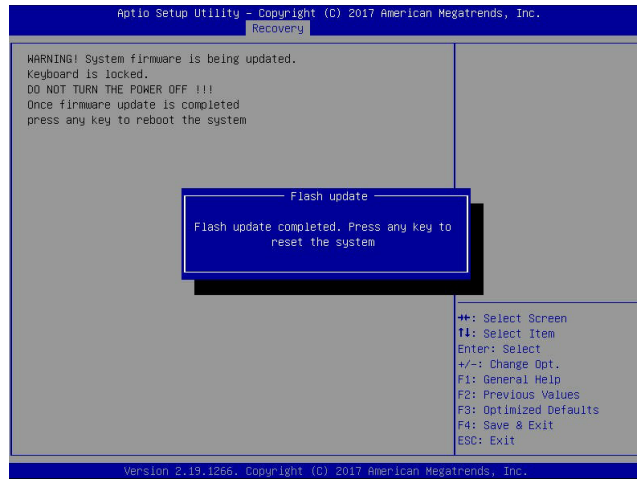 Aptio Setup Utility – Copyright (C) 2017 American Megatrends, Inc.
Recovery
WARNING! System firmware is being updated.
Keyboard is locked.
DO NOT TURN THE POWER OFF !!!
Once firmware update is completed
press any key to reboot the system
Flash update
Flash update completed. Press any key to
reset the system
→←: Select Screen
↑↓: Select Item
Enter: Select
+/-: Change Opt.
F1: General Help
F2: Previous Values
F3: Optimized Defaults
F4: Save & Exit
ESC: Exit
Version 2.19.1266. Copyright (C) 2017 American Megatrends, Inc.